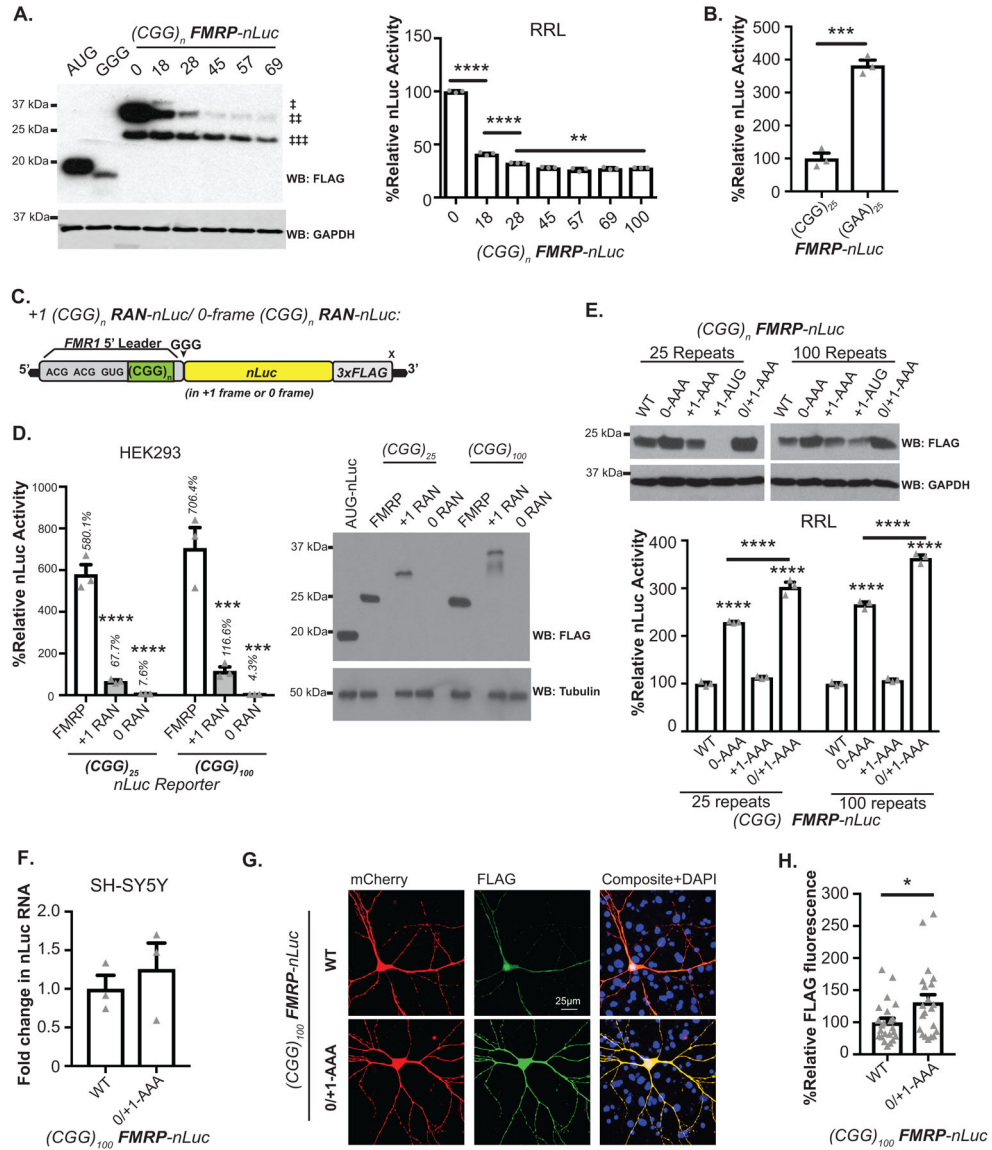 A.
(CGG)n FMRP-nLuc
AUG GGG 0 18 28 45 57 69
37 kDa
25 kDa
20 kDa
‡
‡‡
‡‡‡
WB: FLAG
37 kDa
WB: GAPDH
RRL
%Relative nLuc Activity
150
100
50
0
****
****
**
0 18 28 45 57 69 100
(CGG)n FMRP-nLuc
B.
%Relative nLuc Activity
500
400
300
200
100
0
***
(CGG)25 (GAA)25
FMRP-nLuc
C.
+1 (CGG)n RAN-nLuc/ 0-frame (CGG)n RAN-nLuc:
FMR1 5' Leader
GGG
x
5'
ACG ACG GUG (CGG)n
nLuc
3xFLAG
3'
(in +1 frame or 0 frame)
D.
HEK293
%Relative nLuc Activity
1000
800
600
400
200
0
580.1%
****
67.7%
****
7.6%
706.4%
***
116.6%
***
4.3%
FMRP +1 RAN 0 RAN FMRP +1 RAN 0 RAN
(CGG)25 (CGG)100
nLuc Reporter
(CGG)25 (CGG)100
AUG-nLuc FMRP +1 RAN 0 RAN FMRP +1 RAN 0 RAN
37 kDa
25 kDa
20 kDa
WB: FLAG
50 kDa
WB: Tubulin
E.
(CGG)n FMRP-nLuc
25 Repeats 100 Repeats
WT 0-AAA +1-AAA +1-AUG 0/+1-AAA WT 0-AAA +1-AAA +1-AUG 0/+1-AAA
25 kDa
WB: FLAG
37 kDa
WB: GAPDH
RRL
%Relative nLuc Activity
400
300
200
100
0
****
****
****
****
****
****
WT 0-AAA +1-AAA 0/+1-AAA WT 0-AAA +1-AAA 0/+1-AAA
25 repeats 100 repeats
(CGG) FMRP-nLuc
F.
SH-SY5Y
Fold change in nLuc RNA
2.0
1.5
1.0
0.5
0.0
WT 0/+1-AAA
(CGG)100 FMRP-nLuc
G.
mCherry FLAG Composite+DAPI
(CGG)100 FMRP-nLuc
WT
25µm
0/+1-AAA
H.
%Relative FLAG fluorescence
300
250
200
150
100
50
0
*
WT 0/+1-AAA
(CGG)100 FMRP-nLuc